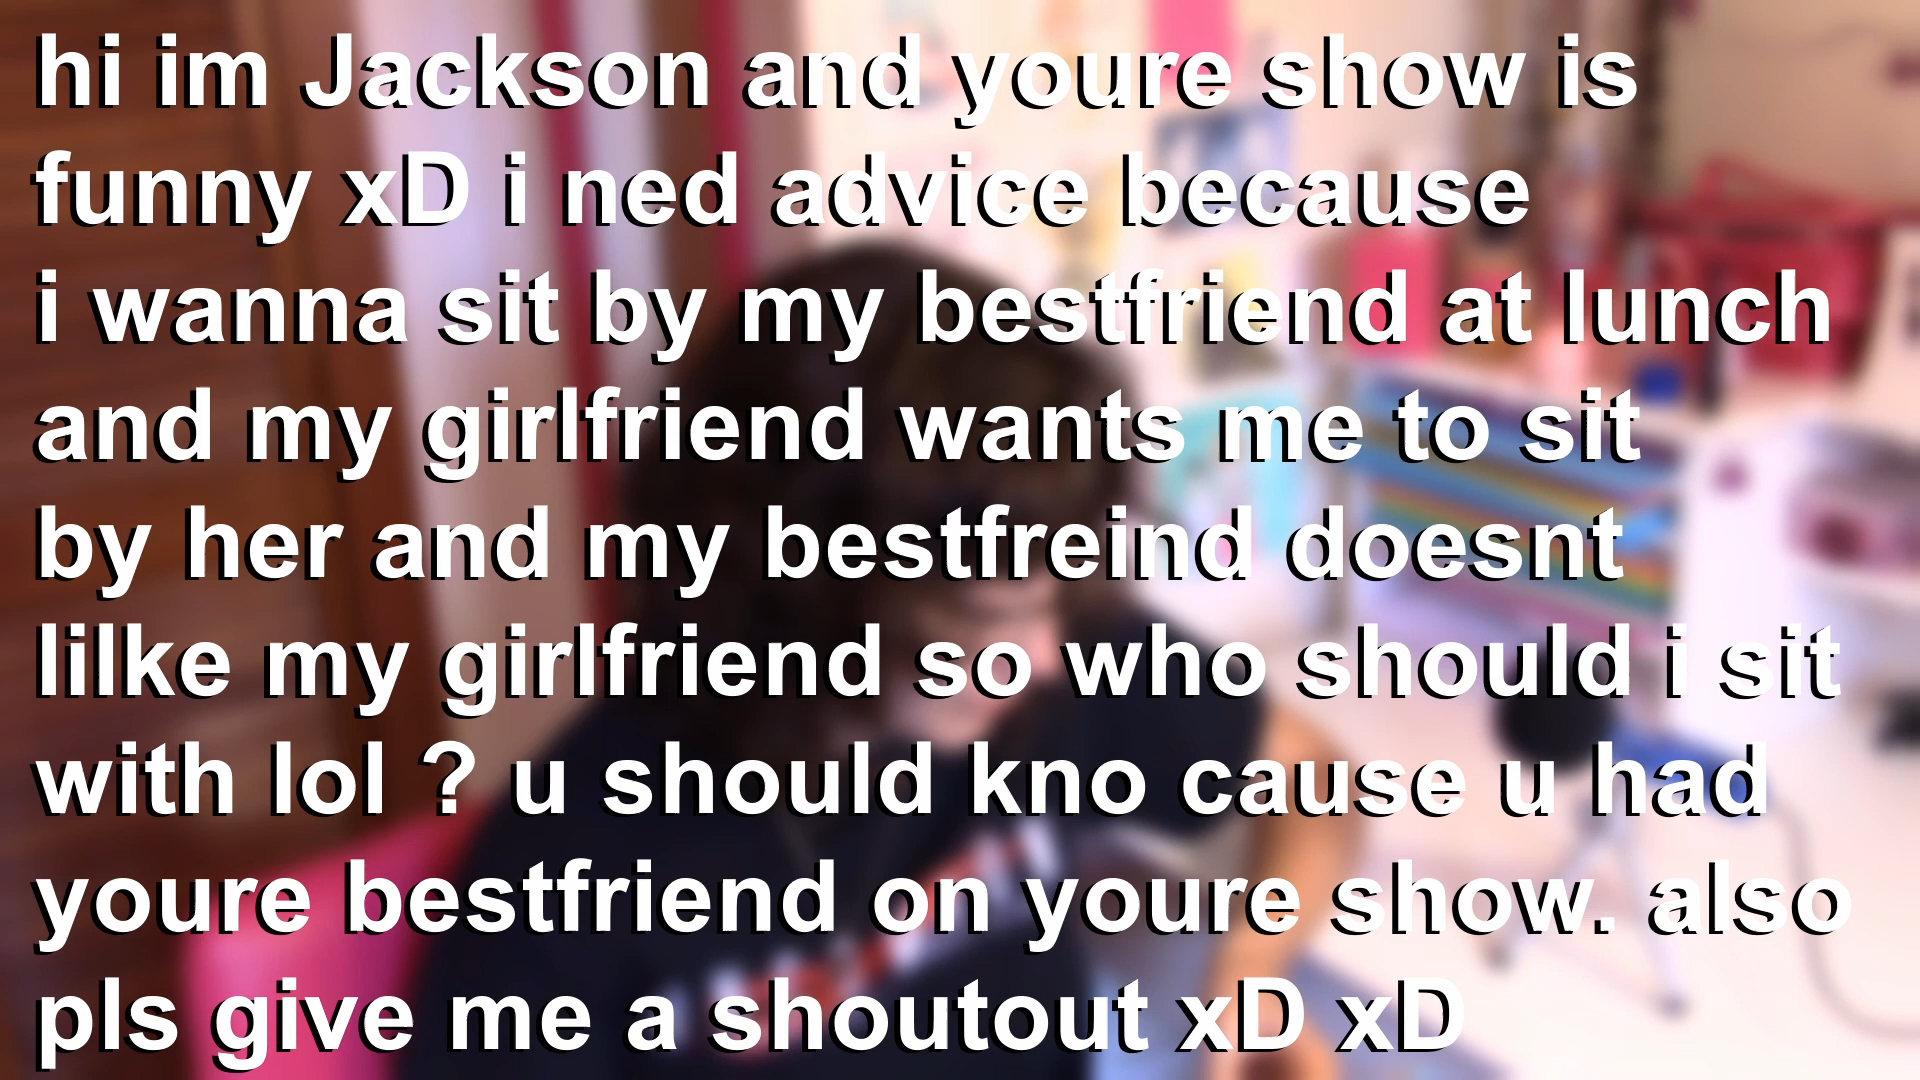 hi im Jackson and youre show is
funny xD i ned advice because
i wanna sit by my bestfriend at lunch
and my girlfriend wants me to sit
by her and my bestfreind doesnt
lilke my girlfriend so who should i sit
with lol ? u should kno cause u had
youre bestfriend on youre show. also
pls give me a shoutout xD xD